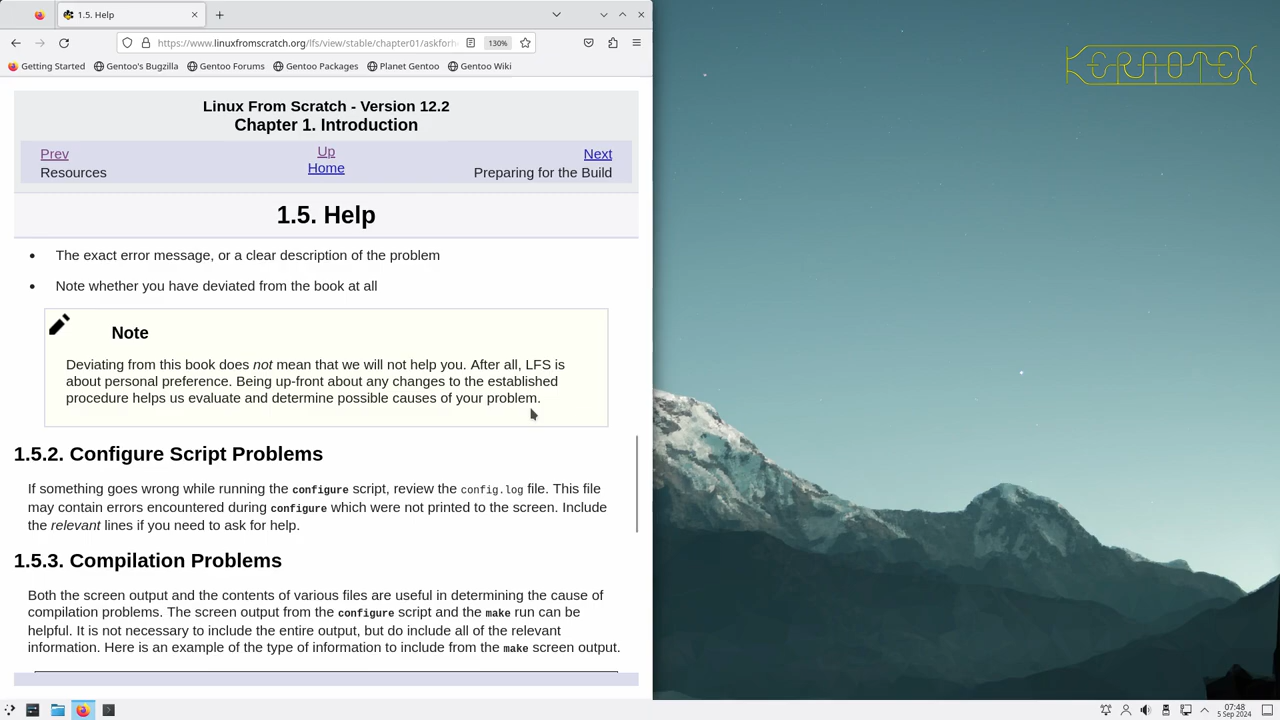 1.5. Help
https://www.linuxfromscratch.org/lfs/view/stable/chapter01/askforh
130%
Getting Started
Gentoo's Bugzilla
Gentoo Forums
Gentoo Packages
Planet Gentoo
Gentoo Wiki
KEROOTEX
Linux From Scratch - Version 12.2
Chapter 1. Introduction
Prev Up Next
Home
Resources Preparing for the Build
1.5. Help
• The exact error message, or a clear description of the problem
• Note whether you have deviated from the book at all
Note
Deviating from this book does not mean that we will not help you. After all, LFS is
about personal preference. Being up-front about any changes to the established
procedure helps us evaluate and determine possible causes of your problem.
1.5.2. Configure Script Problems
If something goes wrong while running the configure script, review the config.log file. This file
may contain errors encountered during configure which were not printed to the screen. Include
the relevant lines if you need to ask for help.
1.5.3. Compilation Problems
Both the screen output and the contents of various files are useful in determining the cause of
compilation problems. The screen output from the configure script and the make run can be
helpful. It is not necessary to include the entire output, but do include all of the relevant
information. Here is an example of the type of information to include from the make screen output.
07:48
5 Sep 2024